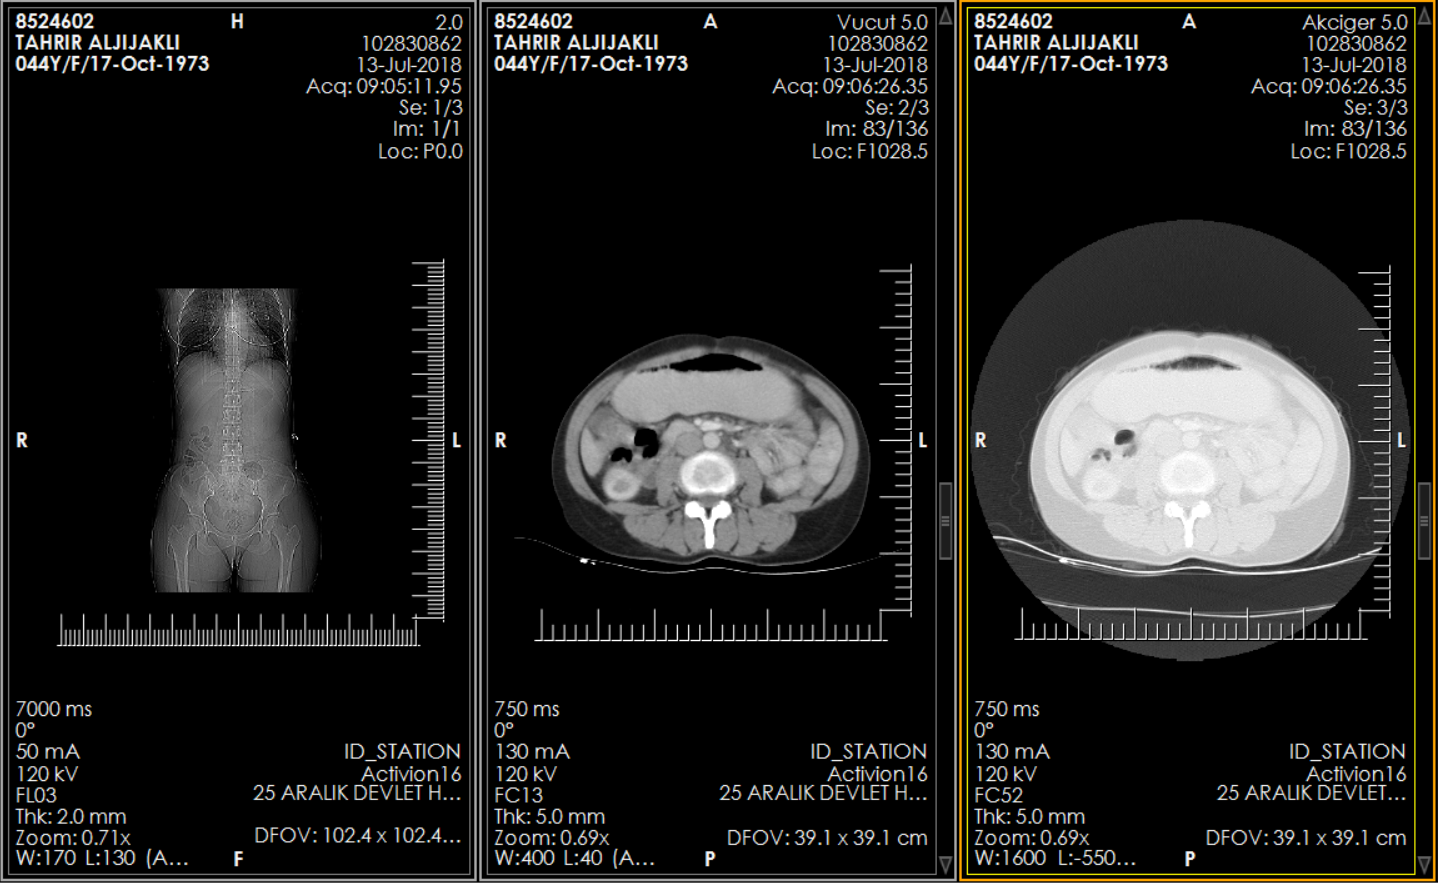 8524602 H 2.0
TAHRIR ALJIJAKLI 102830862
044Y/F/17-Oct-1973 13-Jul-2018
Acq: 09:05:11.95
Se: 1/3
Im: 1/1
Loc: P0.0
R L
7000 ms
0°
50 mA ID_STATION
120 kV Activion16
FL03 25 ARALIK DEVLET H...
Thk: 2.0 mm
Zoom: 0.71x DFOV: 102.4 x 102.4...
W:170 L:130 (A... F
8524602 A Vucut 5.0
TAHRIR ALJIJAKLI 102830862
044Y/F/17-Oct-1973 13-Jul-2018
Acq: 09:06:26.35
Se: 2/3
Im: 83/136
Loc: F1028.5
R L
750 ms
0°
130 mA ID_STATION
120 kV Activion16
FC13 25 ARALIK DEVLET H...
Thk: 5.0 mm
Zoom: 0.69x DFOV: 39.1 x 39.1 cm
W:400 L:40 (A... P
8524602 A Akciger 5.0
TAHRIR ALJIJAKLI 102830862
044Y/F/17-Oct-1973 13-Jul-2018
Acq: 09:06:26.35
Se: 3/3
Im: 83/136
Loc: F1028.5
R L
750 ms
0°
130 mA ID_STATION
120 kV Activion16
FC52 25 ARALIK DEVLET...
Thk: 5.0 mm
Zoom: 0.69x DFOV: 39.1 x 39.1 cm
W:1600 L:-550... P